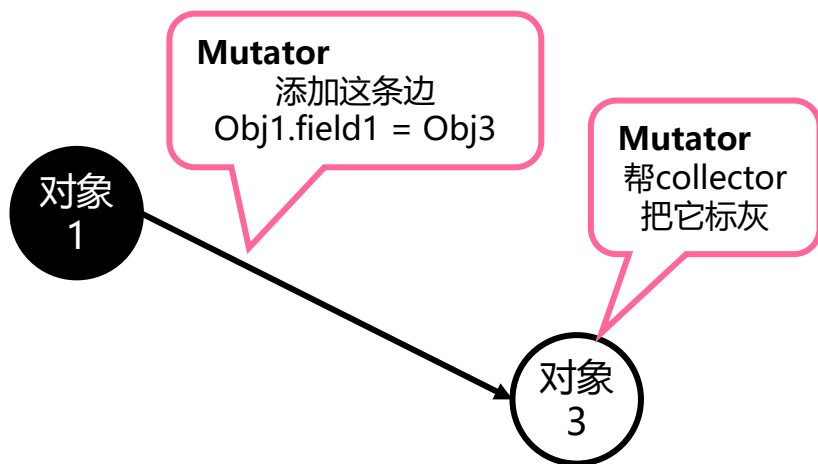 Mutator
添加这条边
Obj1.field1 = Obj3
Mutator
帮collector
把它标灰
对象
1
对象
3